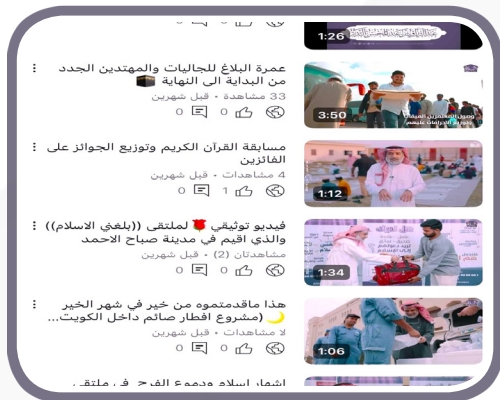 1:26
0 0
عمرة البلاغ للجاليات والمهتدين الجدد
من البداية الى النهاية 🕋
33 مشاهدة · قبل شهرين
0 0
3:50
مسابقة القرآن الكريم وتوزيع الجوائز على
الفائزين
4 مشاهدات · قبل شهرين
1 0
1:12
فيديو توثيقي 🌹 لملتقى ((بلغني الاسلام))
والذي اقيم في مدينة صباح الاحمد
مشاهدتان (2) · قبل شهرين
0 0
1:34
هذا ماقدمتموه من خير في شهر الخير
🌙 (مشروع افطار صائم داخل الكويت...
لا مشاهدات · قبل شهرين
0 0
1:06
اشهار اسلام ودموع الفرح في ملتقى